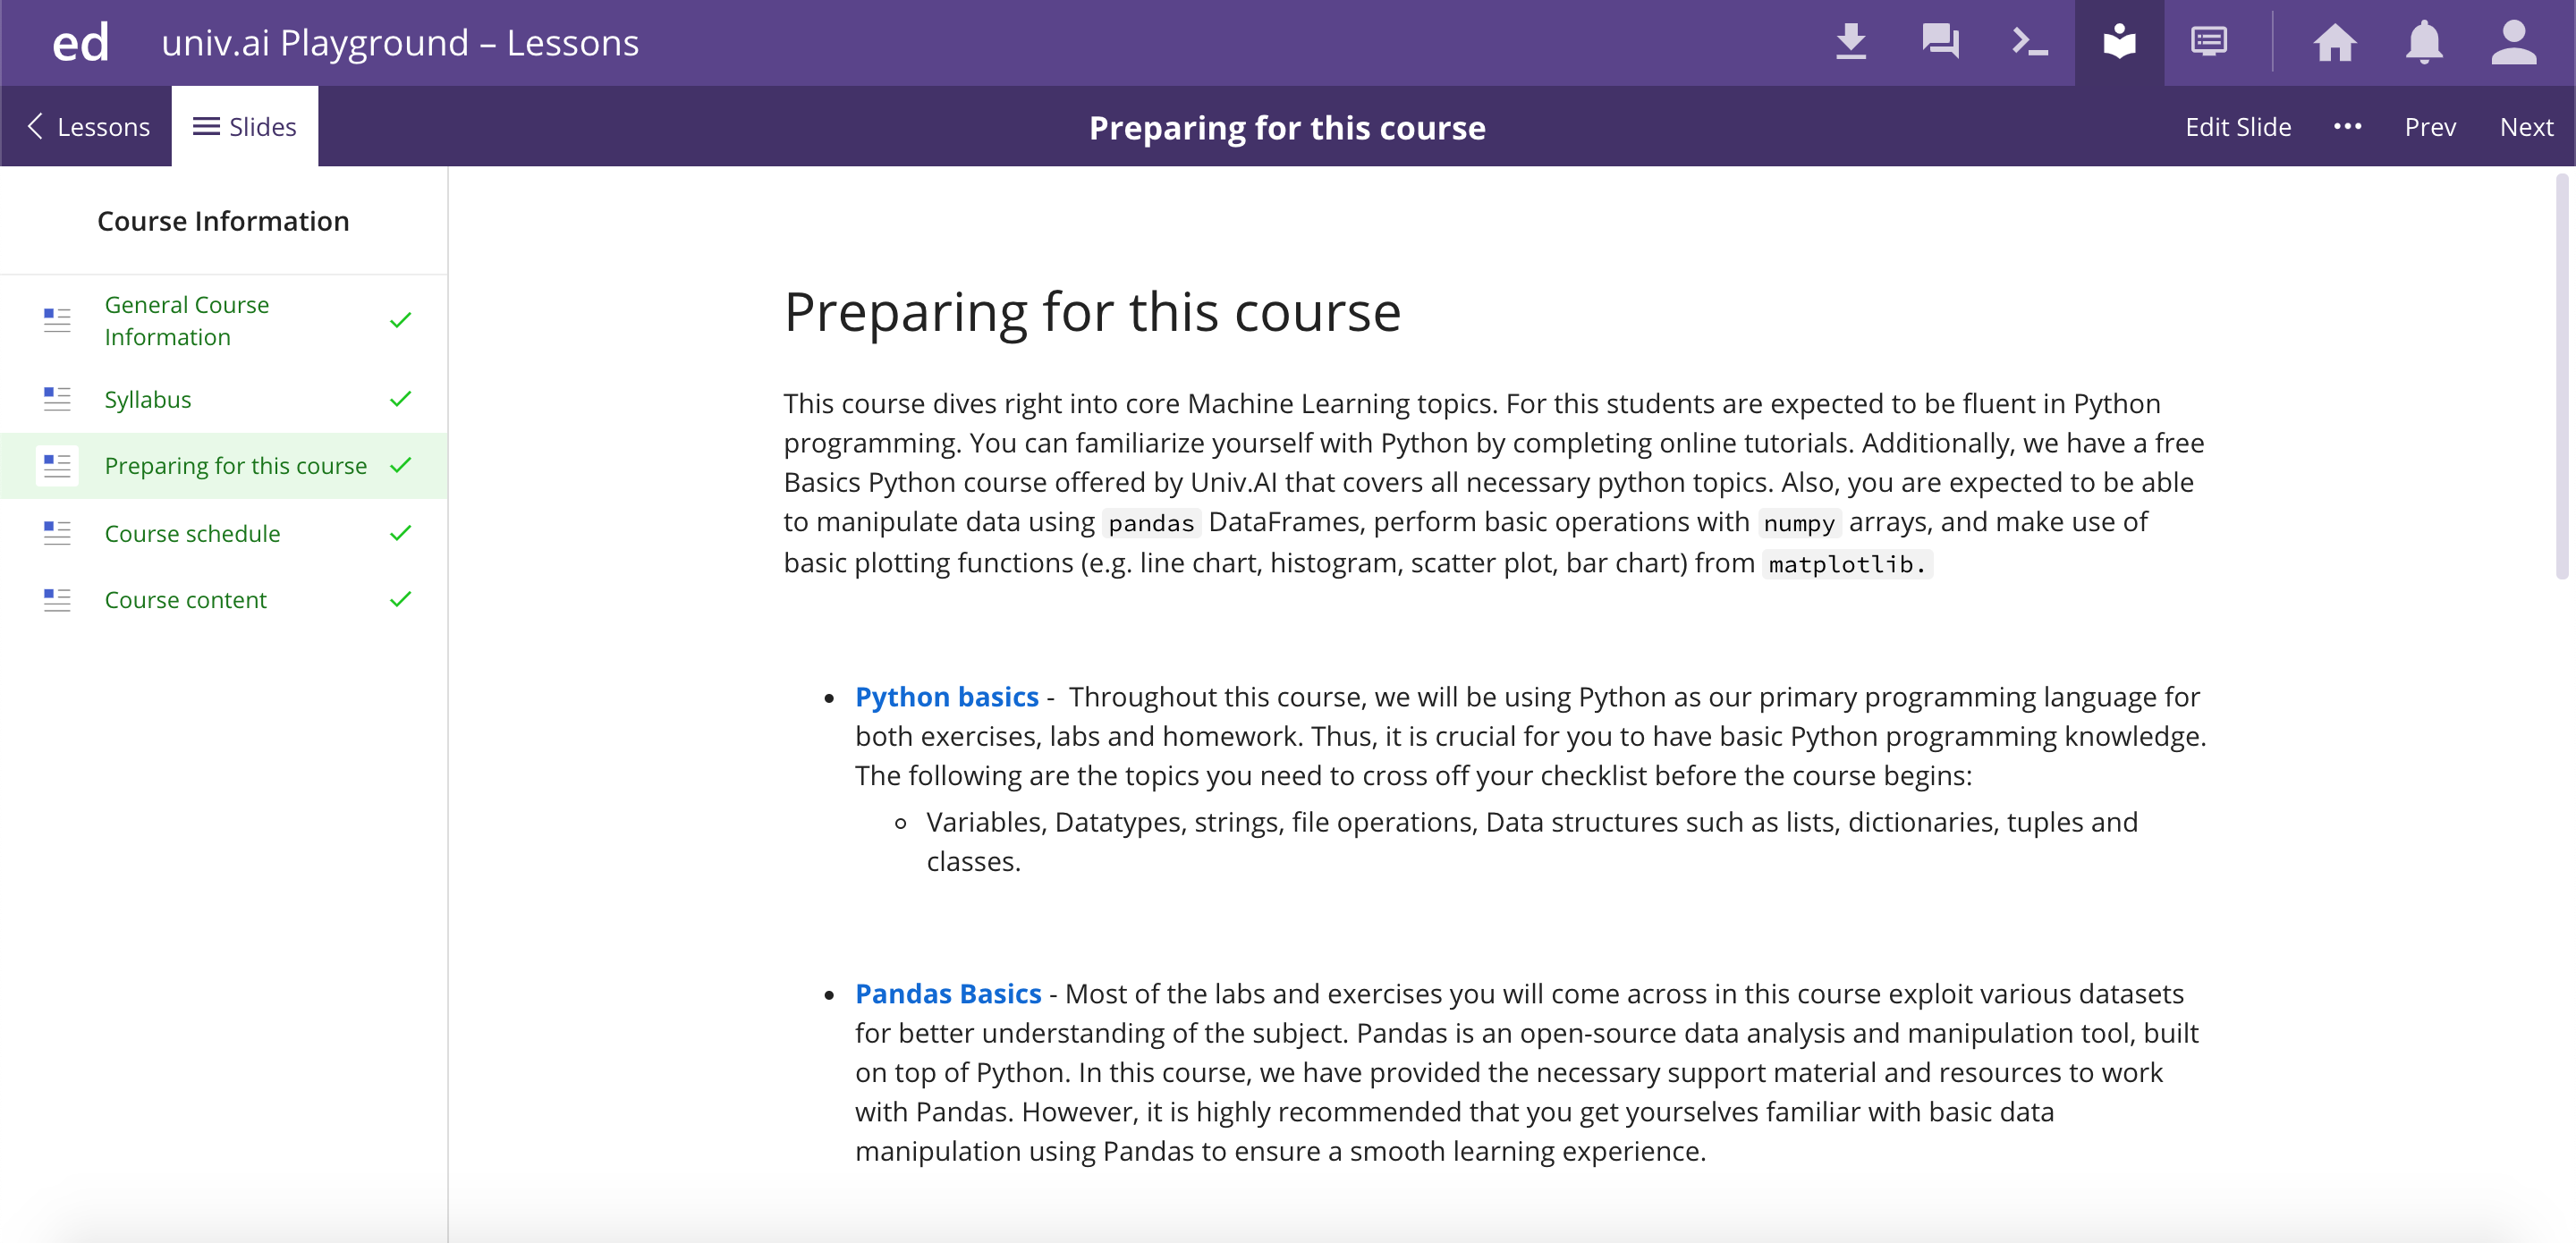 ed univ.ai Playground – Lessons
Lessons Slides Preparing for this course Edit Slide ••• Prev Next
Course Information
General Course
Information
Syllabus
Preparing for this course
Course schedule
Course content
Preparing for this course
This course dives right into core Machine Learning topics. For this students are expected to be fluent in Python
programming. You can familiarize yourself with Python by completing online tutorials. Additionally, we have a free
Basics Python course offered by Univ.AI that covers all necessary python topics. Also, you are expected to be able
to manipulate data using pandas DataFrames, perform basic operations with numpy arrays, and make use of
basic plotting functions (e.g. line chart, histogram, scatter plot, bar chart) from matplotlib.
• Python basics - Throughout this course, we will be using Python as our primary programming language for
both exercises, labs and homework. Thus, it is crucial for you to have basic Python programming knowledge.
The following are the topics you need to cross off your checklist before the course begins:
◦ Variables, Datatypes, strings, file operations, Data structures such as lists, dictionaries, tuples and
classes.
• Pandas Basics - Most of the labs and exercises you will come across in this course exploit various datasets
for better understanding of the subject. Pandas is an open-source data analysis and manipulation tool, built
on top of Python. In this course, we have provided the necessary support material and resources to work
with Pandas. However, it is highly recommended that you get yourselves familiar with basic data
manipulation using Pandas to ensure a smooth learning experience.